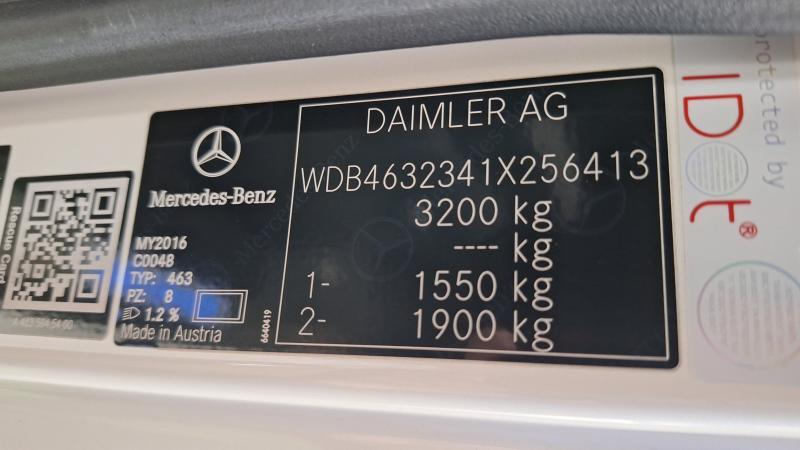 DAIMLER AG
WDB4632341X256413
3200 kg
---- kg
1- 1550 kg
2- 1900 kg
Mercedes-Benz
MY2016
C0048
TYP: 463
PZ: 8
1.2 %
Made in Austria
6640419
Rescue Card
protected by
IDot®